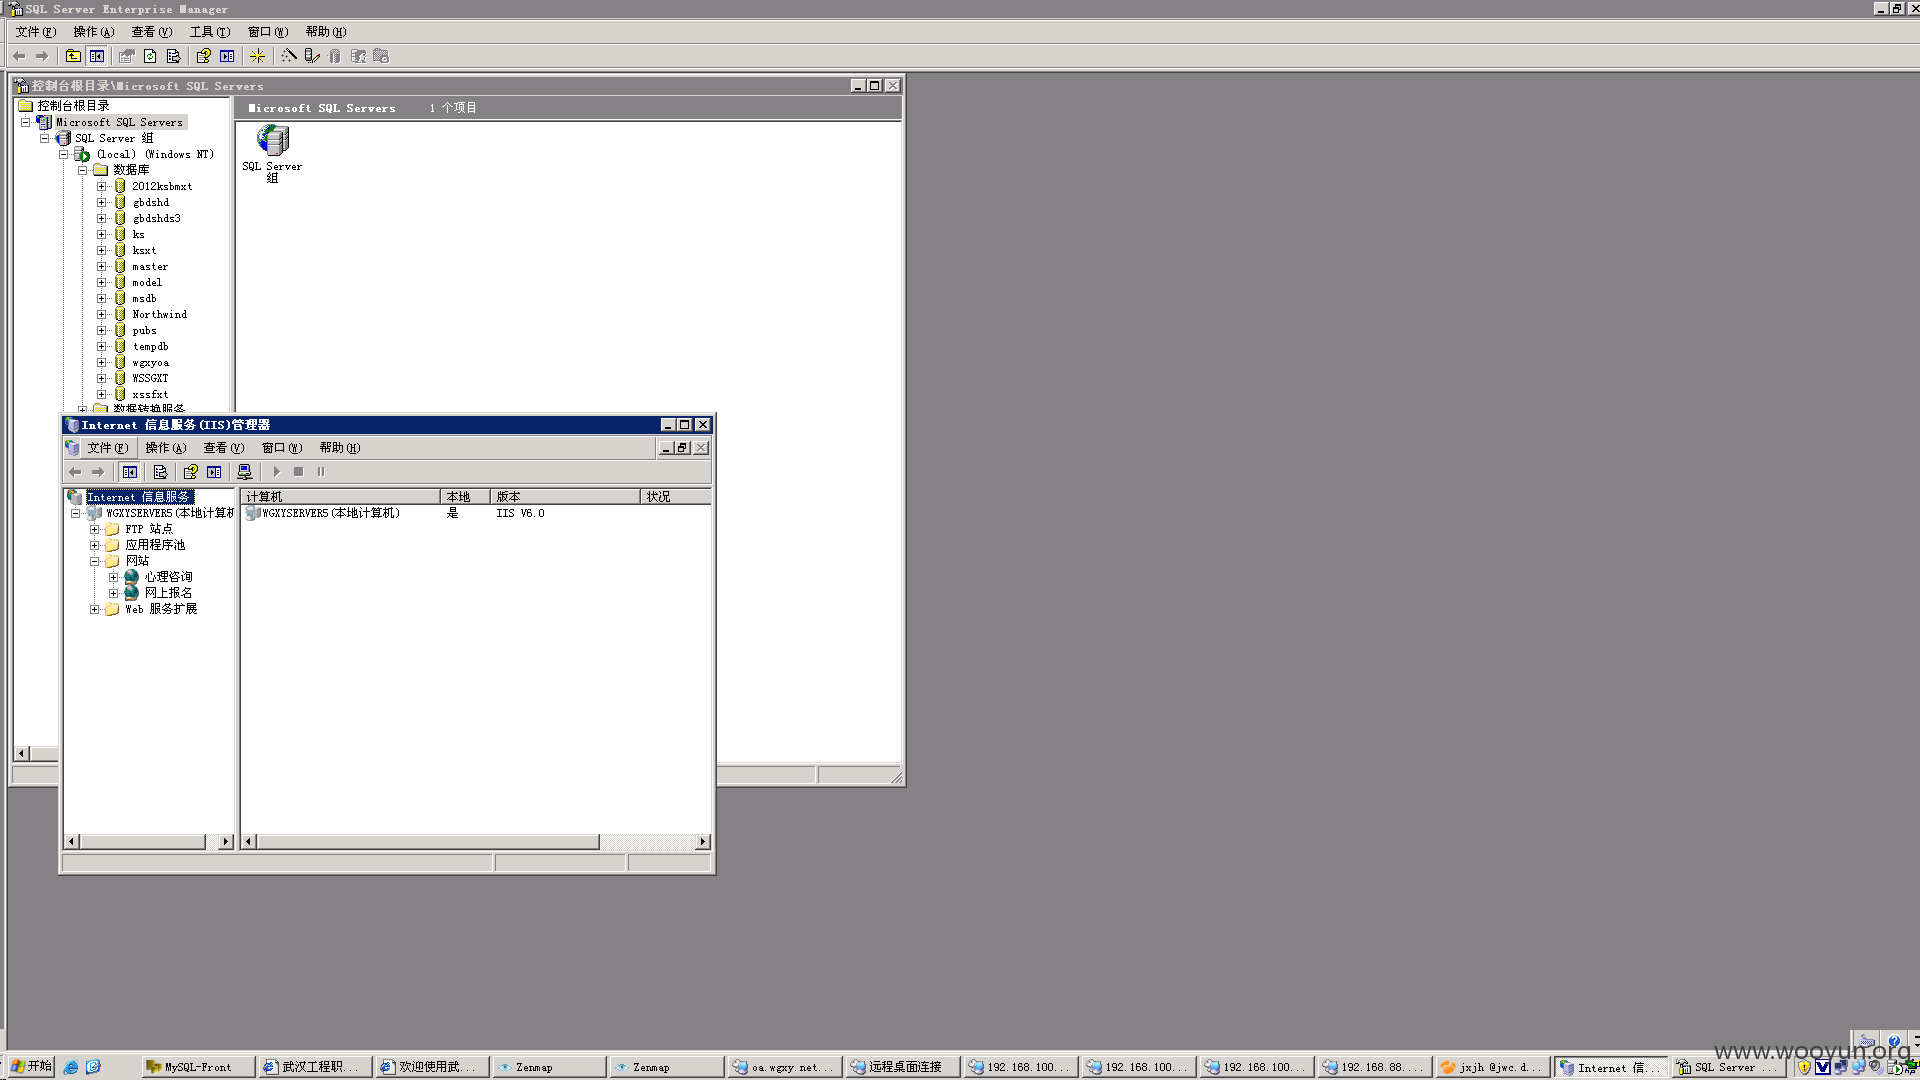 SQL Server Enterprise Manager
文件(F) 操作(A) 查看(V) 工具(T) 窗口(W) 帮助(H)
控制台根目录\Microsoft SQL Servers
控制台根目录
Microsoft SQL Servers
SQL Server 组
(local) (Windows NT)
数据库
2012ksbmxt
gbdshd
gbdshds3
ks
ksxt
master
model
msdb
Northwind
pubs
tempdb
wgxyoa
WSSGXT
xssfxt
数据转换服务
Microsoft SQL Servers 1 个项目
SQL Server
组
Internet 信息服务(IIS)管理器
文件(F) 操作(A) 查看(V) 窗口(W) 帮助(H)
Internet 信息服务
WGXYSERVER5(本地计算机
FTP 站点
应用程序池
网站
心理咨询
网上报名
Web 服务扩展
计算机 本地 版本 状况
WGXYSERVER5(本地计算机) 是 IIS V6.0
开始
MySQL-Front
武汉工程职...
欢迎使用武...
Zenmap
Zenmap
oa.wgxy.net...
远程桌面连接
192.168.100...
192.168.100...
192.168.100...
192.168.88....
jxjh @jwc.d...
Internet 信...
SQL Server ...
www.wooyun.org